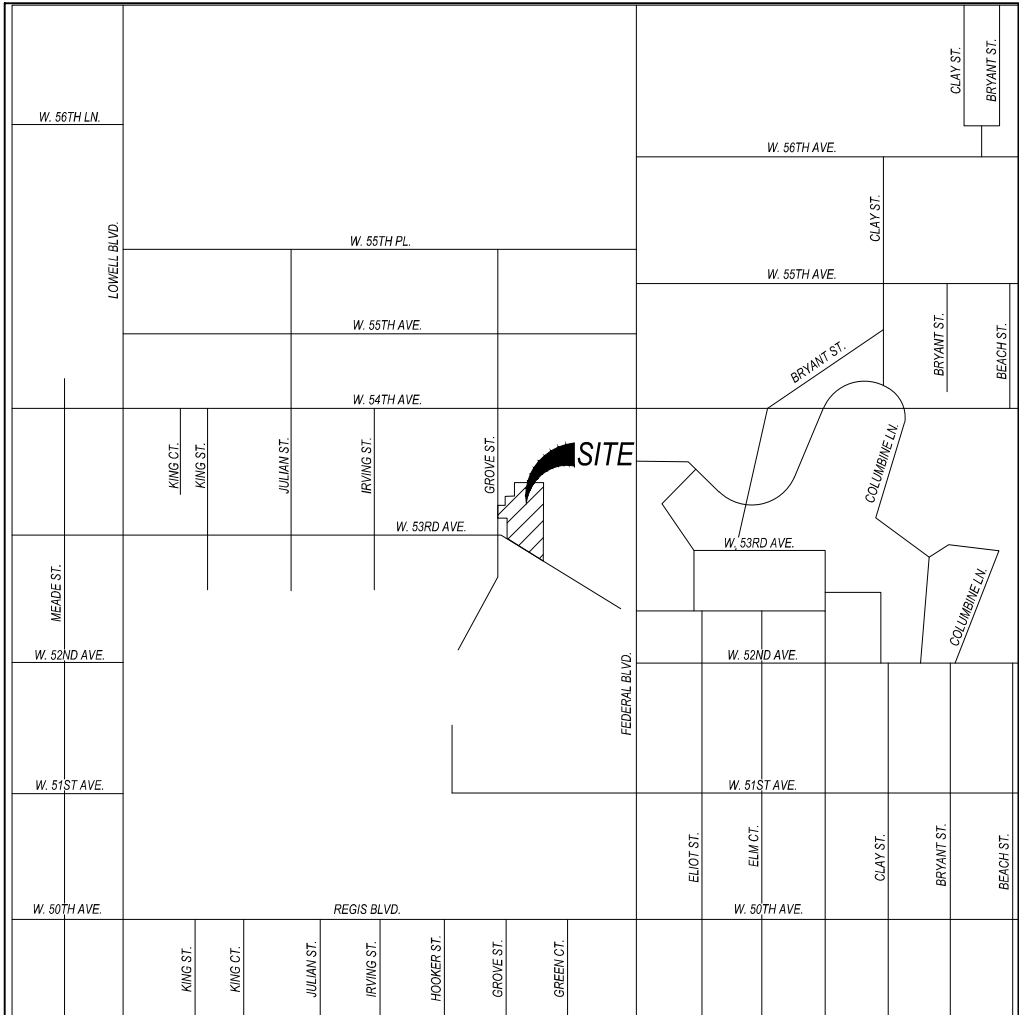 CLAY ST.
BRYANT ST.
W. 56TH LN.
W. 56TH AVE.
CLAY ST.
LOWELL BLVD.
W. 55TH PL.
W. 55TH AVE.
W. 55TH AVE.
BRYANT ST.
BRYANT ST.
BEACH ST.
W. 54TH AVE.
KING CT.
KING ST.
JULIAN ST.
IRVING ST.
GROVE ST.
SITE
COLUMBINE LN.
W. 53RD AVE.
W. 53RD AVE.
MEADE ST.
COLUMBINE LN.
W. 52ND AVE.
FEDERAL BLVD.
W. 52ND AVE.
W. 51ST AVE.
W. 51ST AVE.
ELIOT ST.
ELM CT.
CLAY ST.
BRYANT ST.
BEACH ST.
W. 50TH AVE.
REGIS BLVD.
W. 50TH AVE.
KING ST.
KING CT.
JULIAN ST.
IRVING ST.
HOOKER ST.
GROVE ST.
GREEN CT.